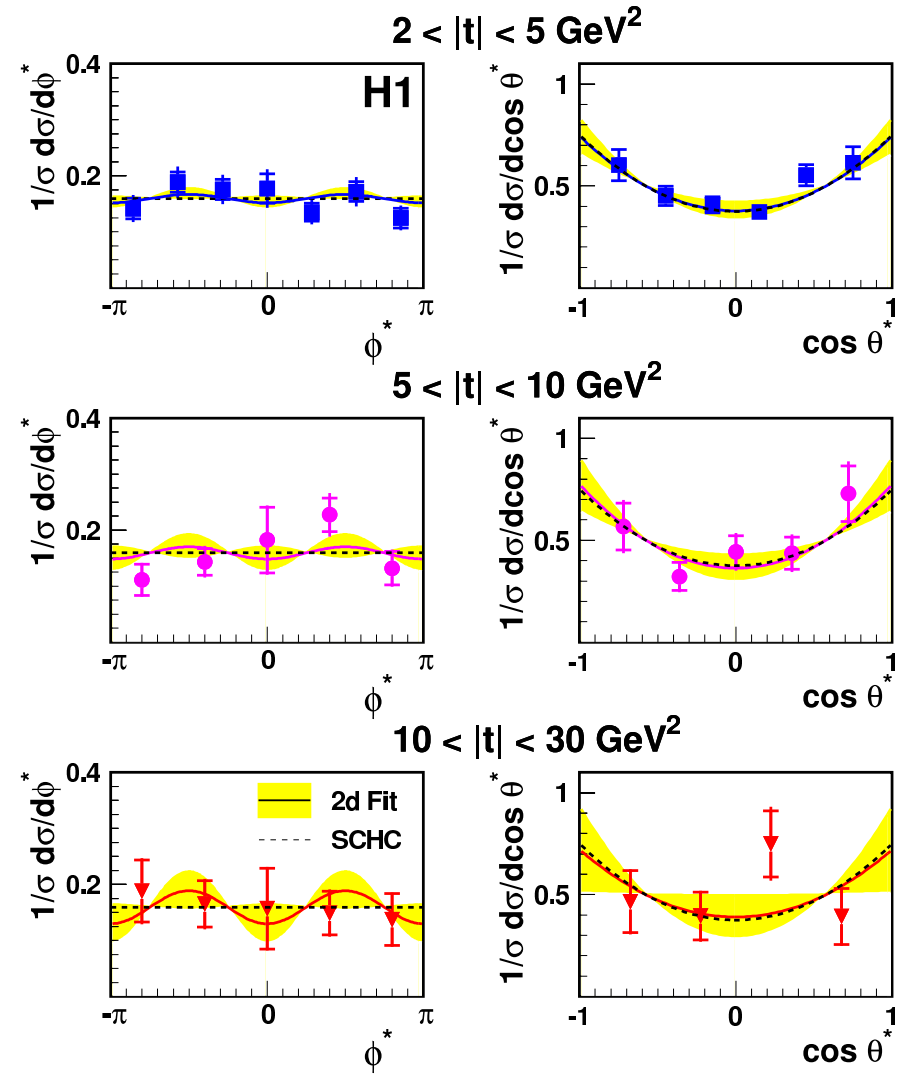 2 < |t| < 5 GeV²
0.4
0.2
1/σ dσ/dφ*
H1
-π 0 π
φ*
1
0.5
1/σ dσ/dcos θ*
-1 0 1
cos θ*
5 < |t| < 10 GeV²
0.4
0.2
1/σ dσ/dφ*
-π 0 π
φ*
1
0.5
1/σ dσ/dcos θ*
-1 0 1
cos θ*
10 < |t| < 30 GeV²
0.4
0.2
1/σ dσ/dφ*
2d Fit
SCHC
-π 0 π
φ*
1
0.5
1/σ dσ/dcos θ*
-1 0 1
cos θ*